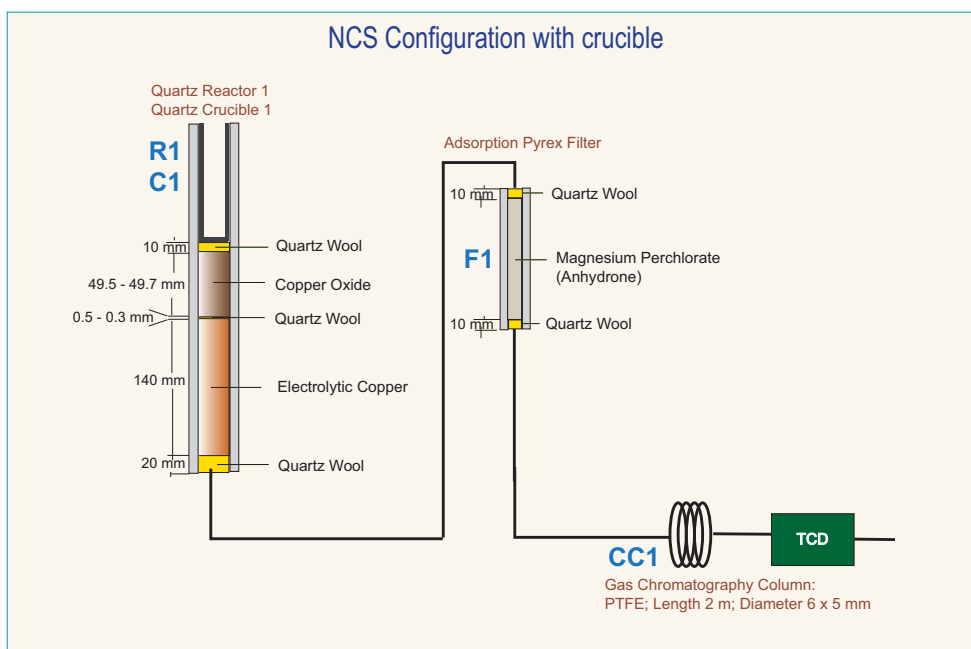 NCS Configuration with crucible
Quartz Reactor 1
Quartz Crucible 1
R1
C1
10 mm
Quartz Wool
49.5 - 49.7 mm
Copper Oxide
0.5 - 0.3 mm
Quartz Wool
140 mm
Electrolytic Copper
20 mm
Quartz Wool
Adsorption Pyrex Filter
10 mm
Quartz Wool
F1
Magnesium Perchlorate
(Anhydrone)
10 mm
Quartz Wool
TCD
CC1
Gas Chromatography Column:
PTFE; Length 2 m; Diameter 6 x 5 mm